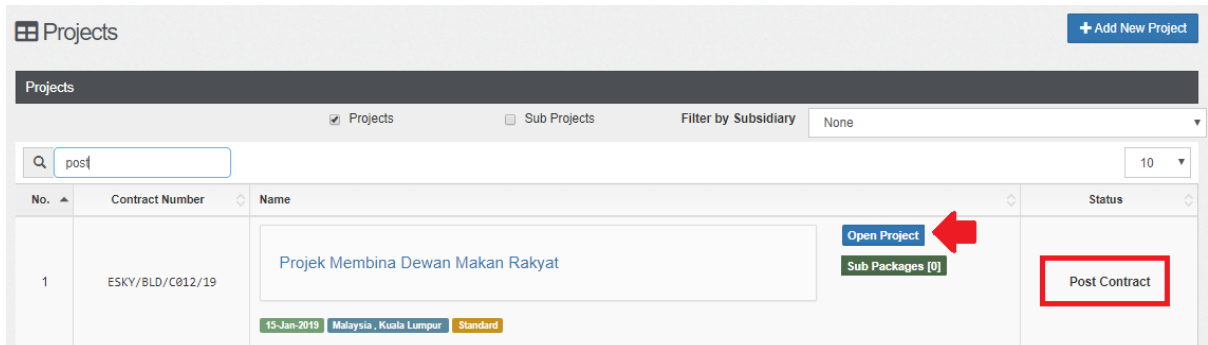 Projects
+ Add New Project
Projects
Projects
Sub Projects
Filter by Subsidiary
None
post
10
No.
Contract Number
Name
Status
1
ESKY/BLD/C012/19
Projek Membina Dewan Makan Rakyat
Open Project
Sub Packages [0]
Post Contract
15-Jan-2019
Malaysia , Kuala Lumpur
Standard